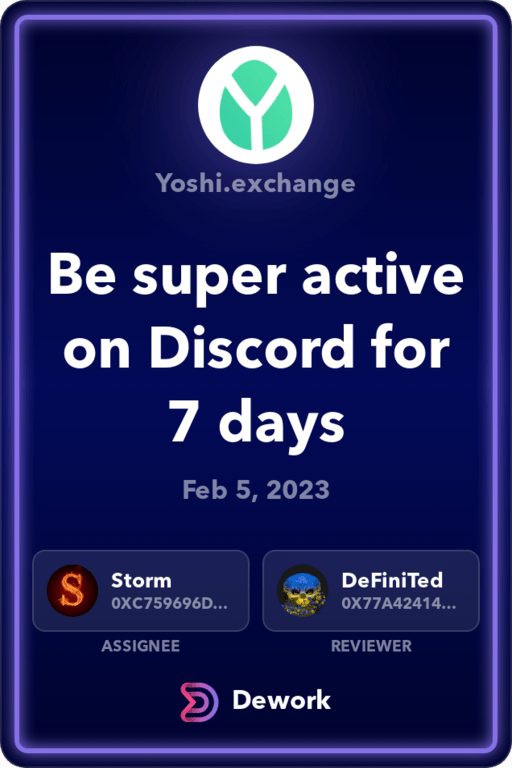 Yoshi.exchange
Be super active
on Discord for
7 days
Feb 5, 2023
Storm
0XC759696D...
DeFiniTed
0X77A42414...
ASSIGNEE
REVIEWER
Dework